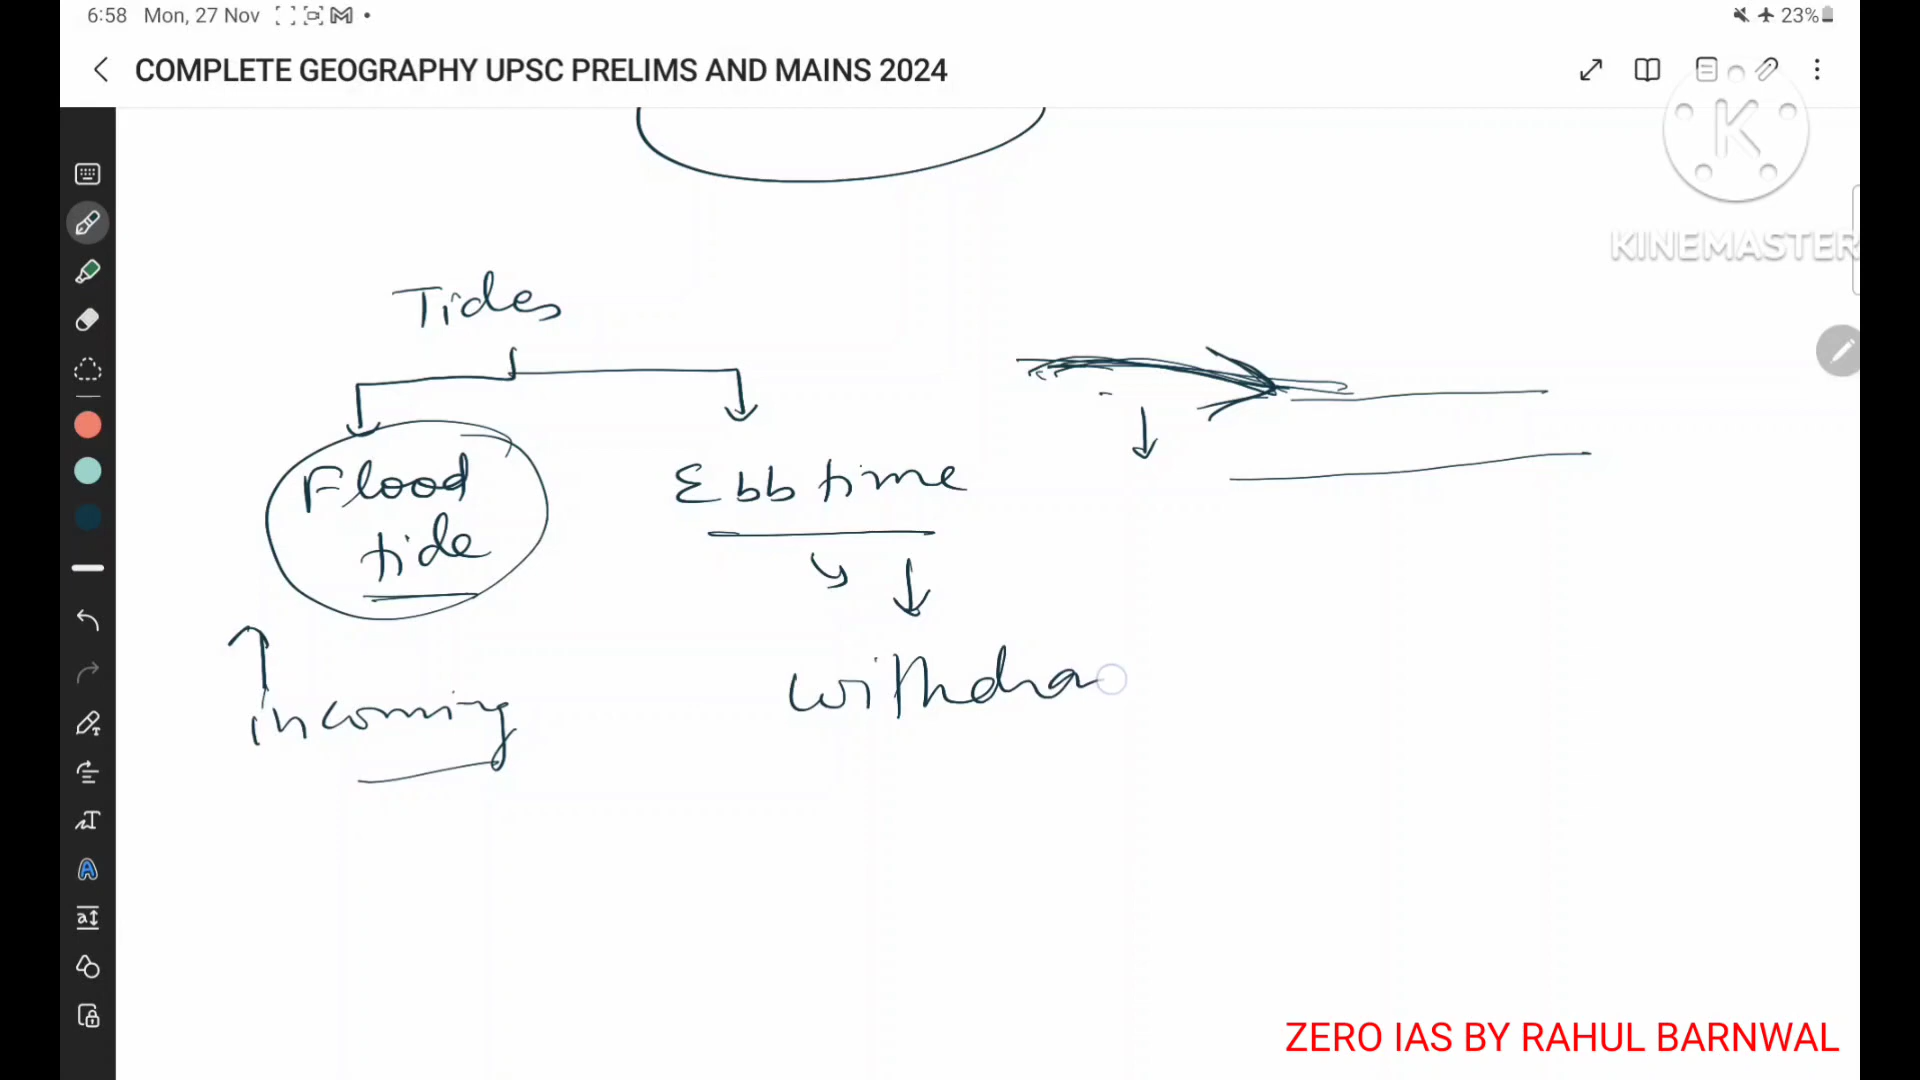 6:58 Mon, 27 Nov
23%
COMPLETE GEOGRAPHY UPSC PRELIMS AND MAINS 2024
K
KINEMASTER
Tides
Flood
tide
Ebb time
incoming
withdra
ZERO IAS BY RAHUL BARNWAL